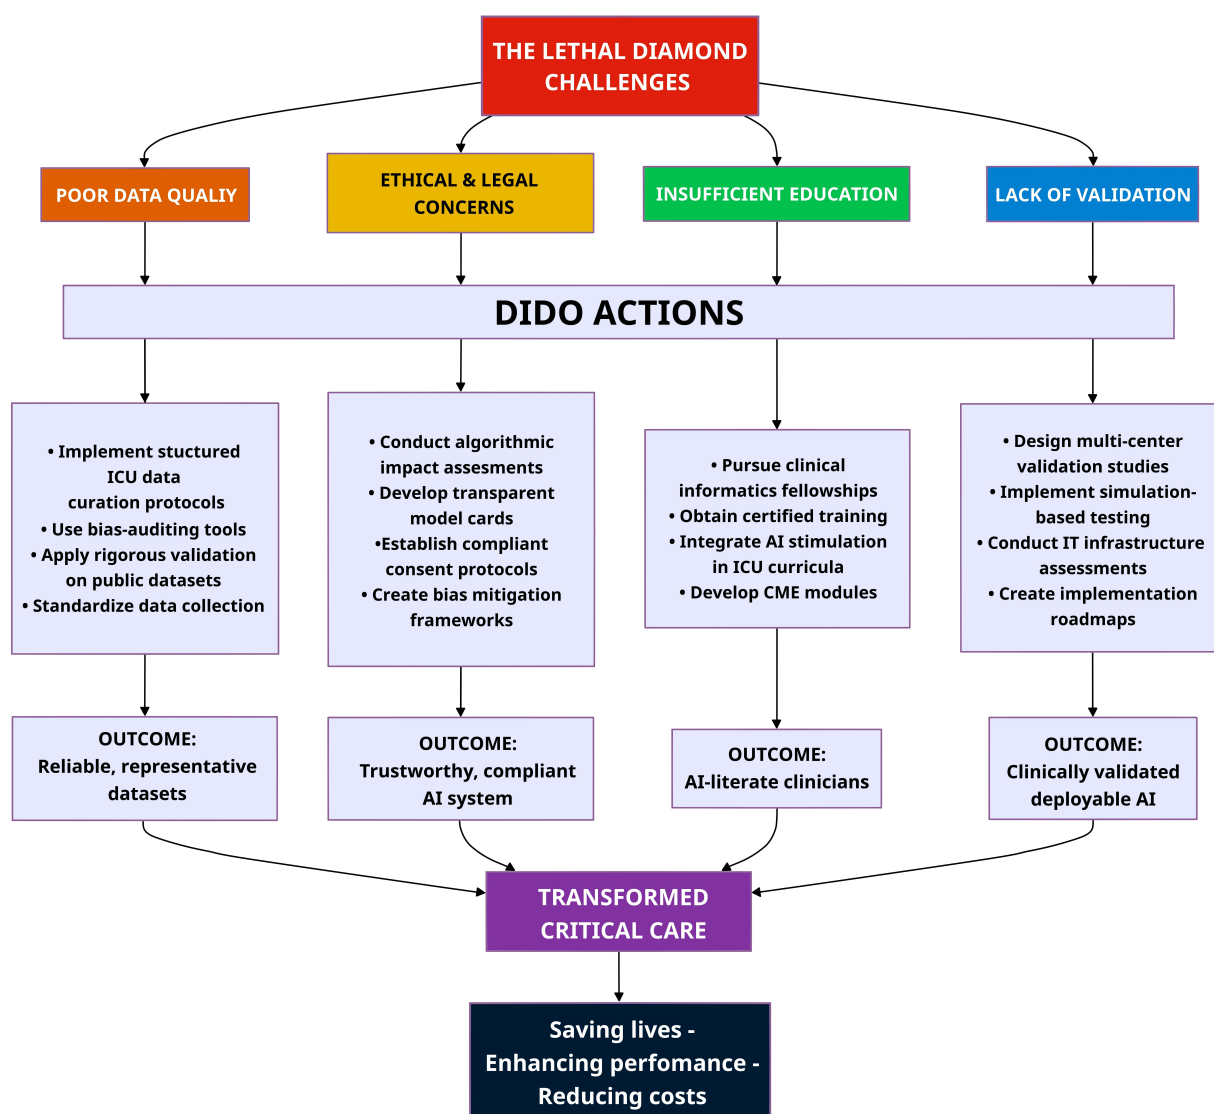 THE LETHAL DIAMOND
CHALLENGES
POOR DATA QUALIY
ETHICAL & LEGAL
CONCERNS
INSUFFICIENT EDUCATION
LACK OF VALIDATION
DIDO ACTIONS
• Implement stuctured
ICU data
curation protocols
• Use bias-auditing tools
• Apply rigorous validation
on public datasets
• Standardize data collection
• Conduct algorithmic
impact assesments
• Develop transparent
model cards
•Establish compliant
consent protocols
• Create bias mitigation
frameworks
• Pursue clinical
informatics fellowships
• Obtain certified training
• Integrate AI stimulation
in ICU curricula
• Develop CME modules
• Design multi-center
validation studies
• Implement simulation-
based testing
• Conduct IT infrastructure
assessments
• Create implementation
roadmaps
OUTCOME:
Reliable, representative
datasets
OUTCOME:
Trustworthy, compliant
AI system
OUTCOME:
AI-literate clinicians
OUTCOME:
Clinically validated
deployable AI
TRANSFORMED
CRITICAL CARE
Saving lives -
Enhancing perfomance -
Reducing costs